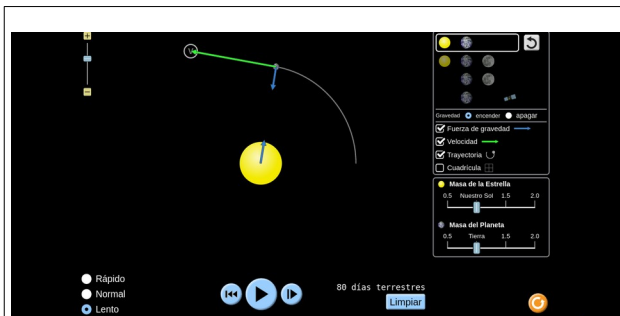 V
Gravedad encender apagar
Fuerza de gravedad
Velocidad
Trayectoria
Cuadrícula
Masa de la Estrella
0.5 Nuestro Sol 1.5 2.0
Masa del Planeta
0.5 Tierra 1.5 2.0
Rápido
Normal
Lento
80 días terrestres
Limpiar